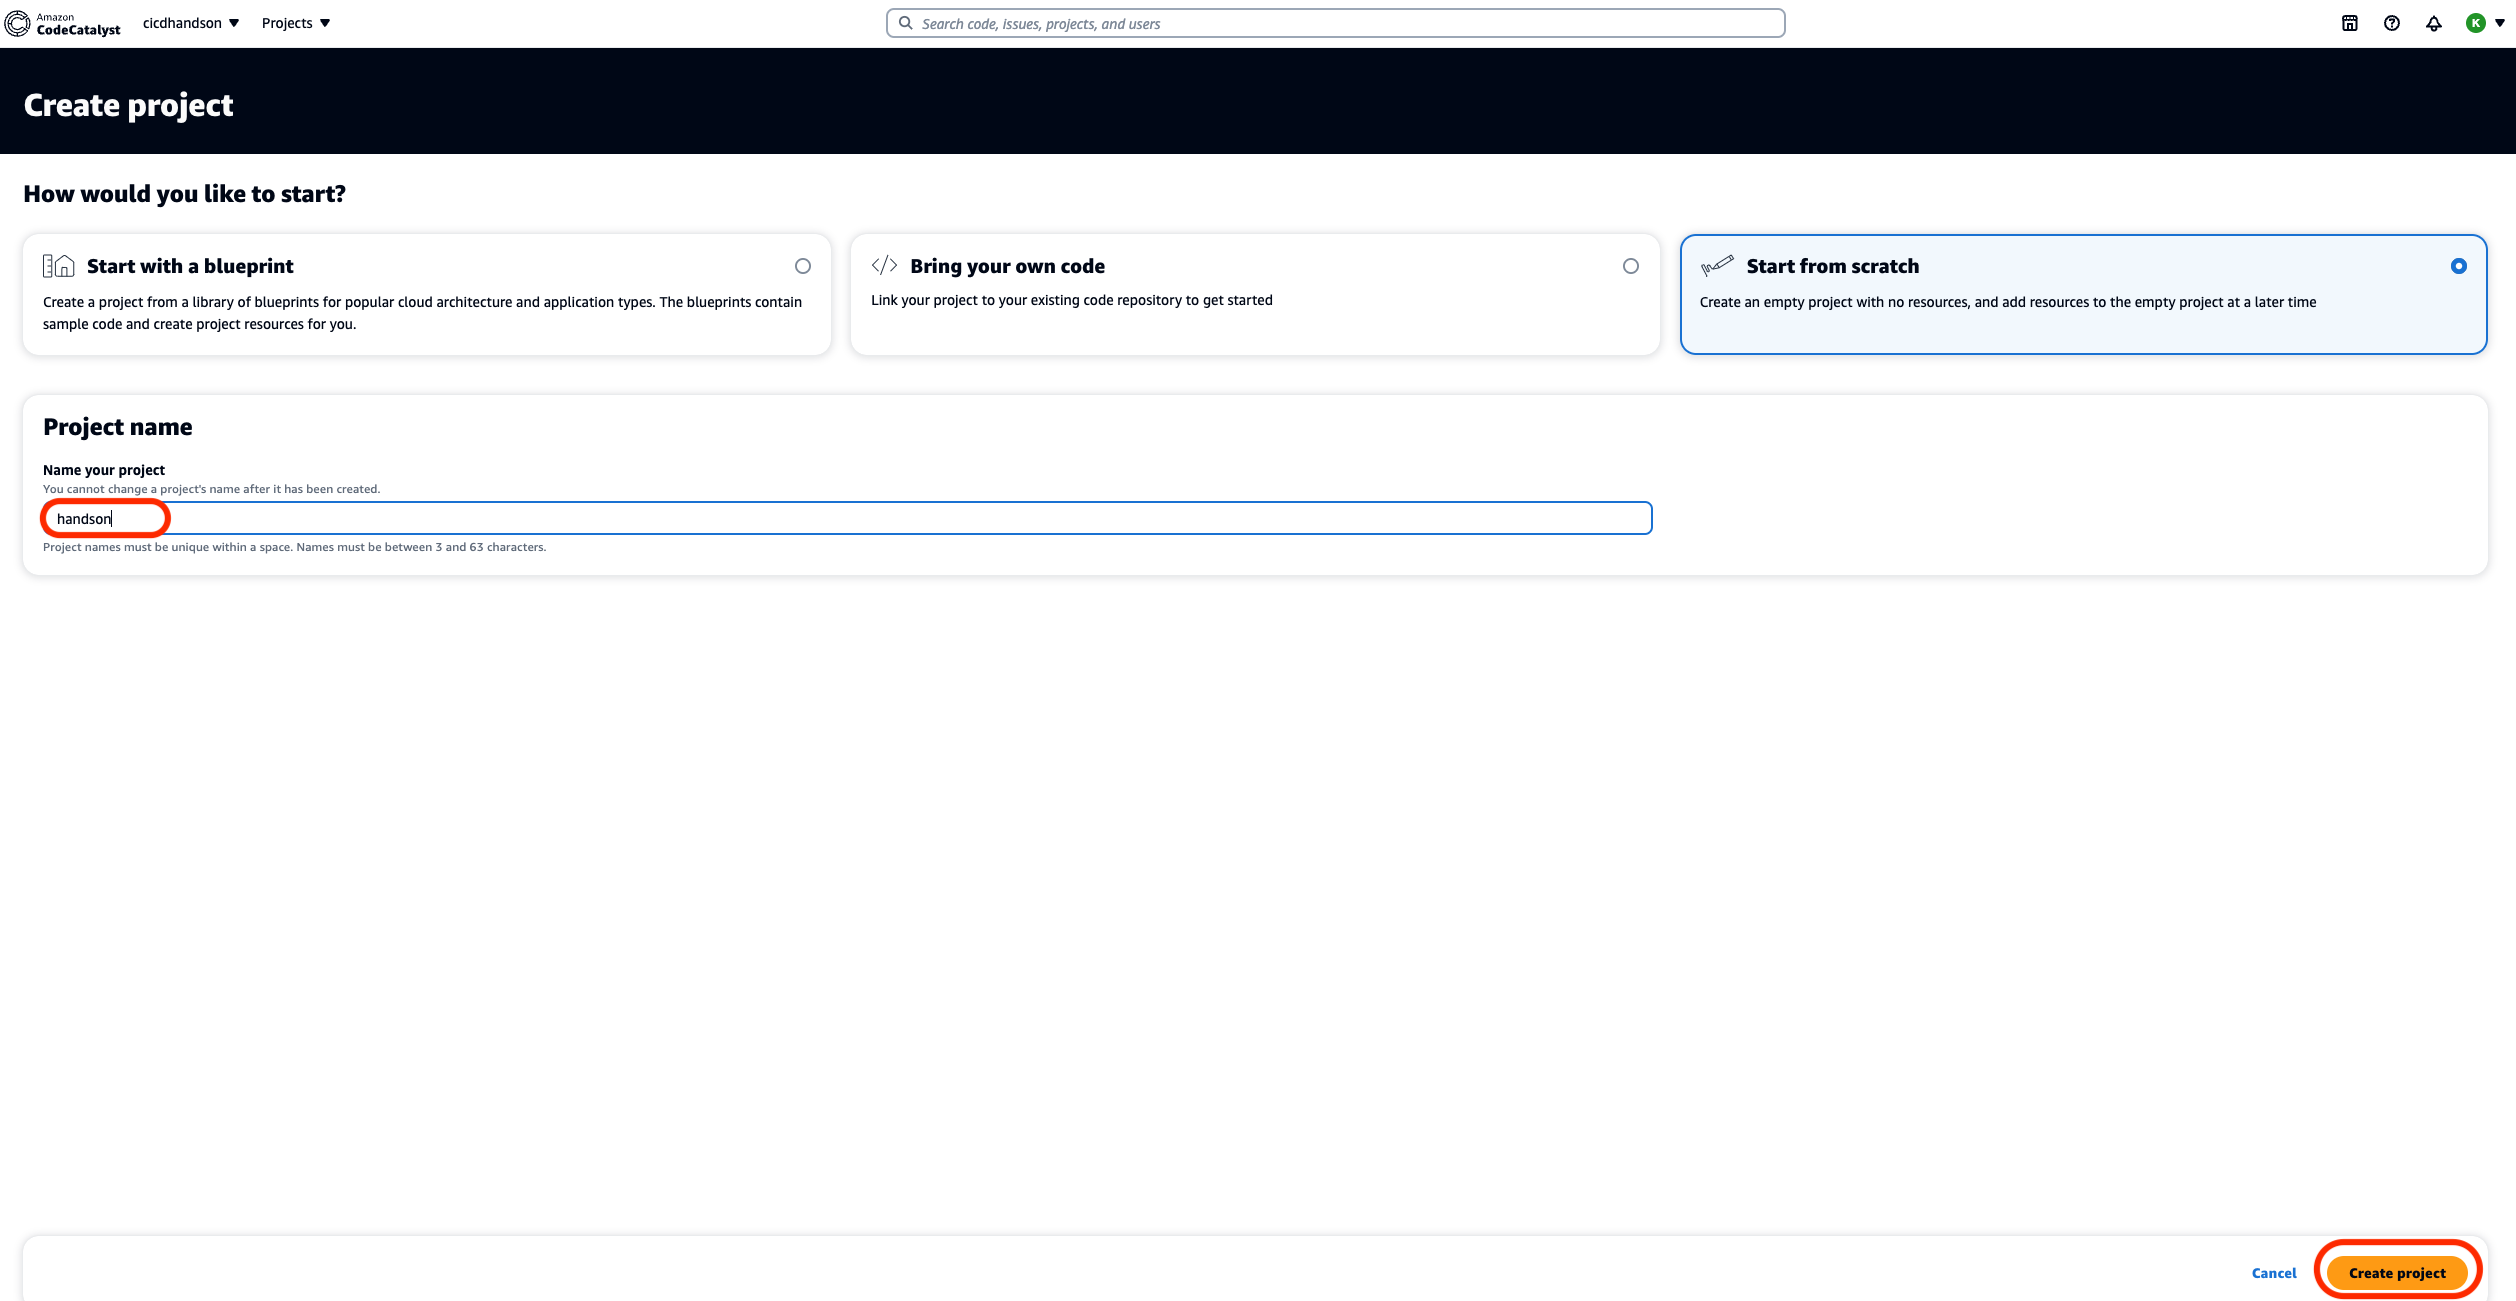 Amazon
CodeCatalyst
cicdhandson
Projects
Search code, issues, projects, and users
K
Create project
How would you like to start?
Start with a blueprint
Create a project from a library of blueprints for popular cloud architecture and application types. The blueprints contain
sample code and create project resources for you.
Bring your own code
Link your project to your existing code repository to get started
Start from scratch
Create an empty project with no resources, and add resources to the empty project at a later time
Project name
Name your project
You cannot change a project's name after it has been created.
handson
Project names must be unique within a space. Names must be between 3 and 63 characters.
Cancel
Create project